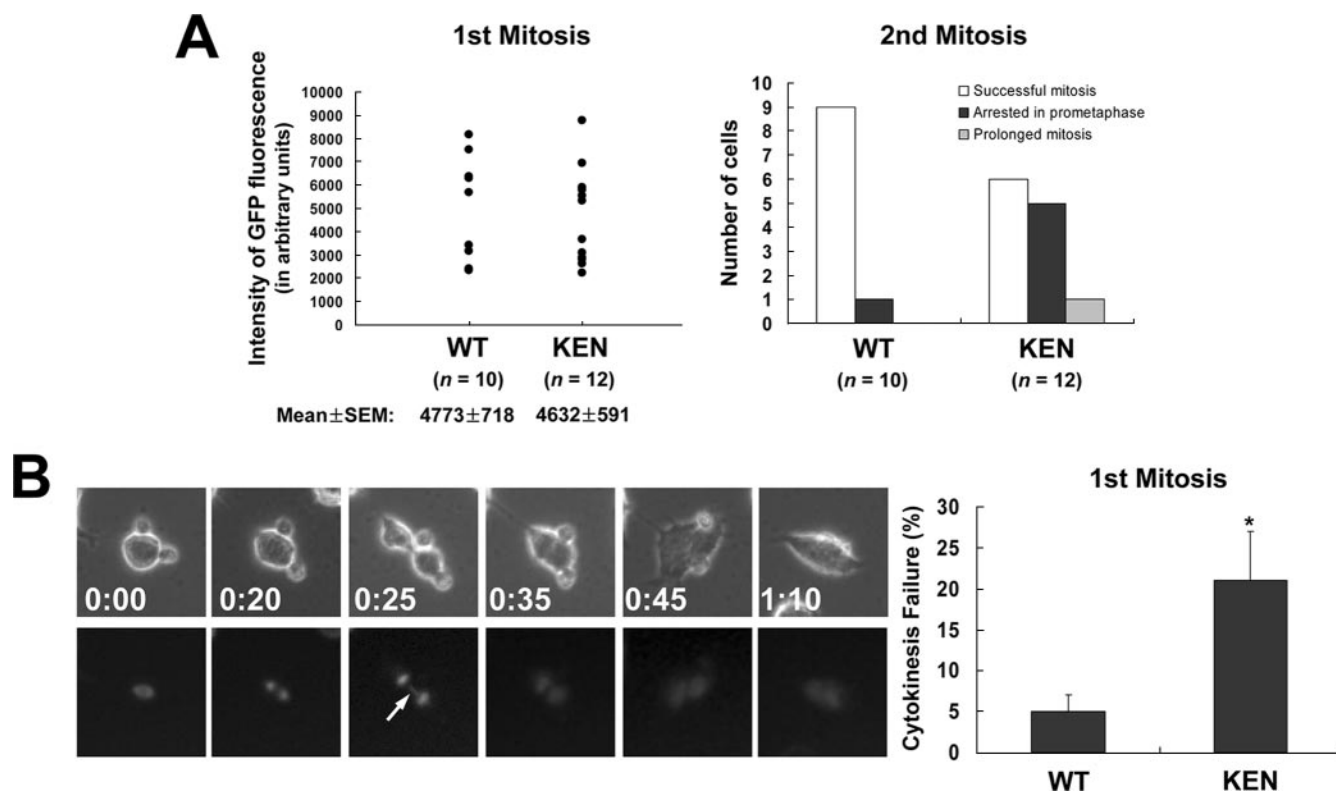 A
1st Mitosis
Intensity of GFP fluorescence
(in arbitrary units)
10000
9000
8000
7000
6000
5000
4000
3000
2000
1000
0
WT
KEN
(n = 10)
(n = 12)
Mean±SEM: 4773±718 4632±591
2nd Mitosis
Number of cells
10
9
8
7
6
5
4
3
2
1
0
Successful mitosis
Arrested in prometaphase
Prolonged mitosis
WT
KEN
(n = 10)
(n = 12)
B
0:00
0:20
0:25
0:35
0:45
1:10
1st Mitosis
Cytokinesis Failure (%)
30
25
20
15
10
5
0
*
WT
KEN